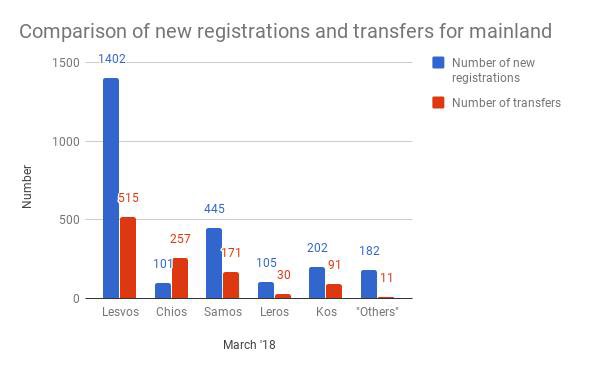 Comparison of new registrations and transfers for mainland
Number of new
registrations
Number of transfers
Number
1500
1000
500
0
1402
515
101
257
445
171
105
30
202
91
182
11
Lesvos
Chios
Samos
Leros
Kos
"Others"
March '18